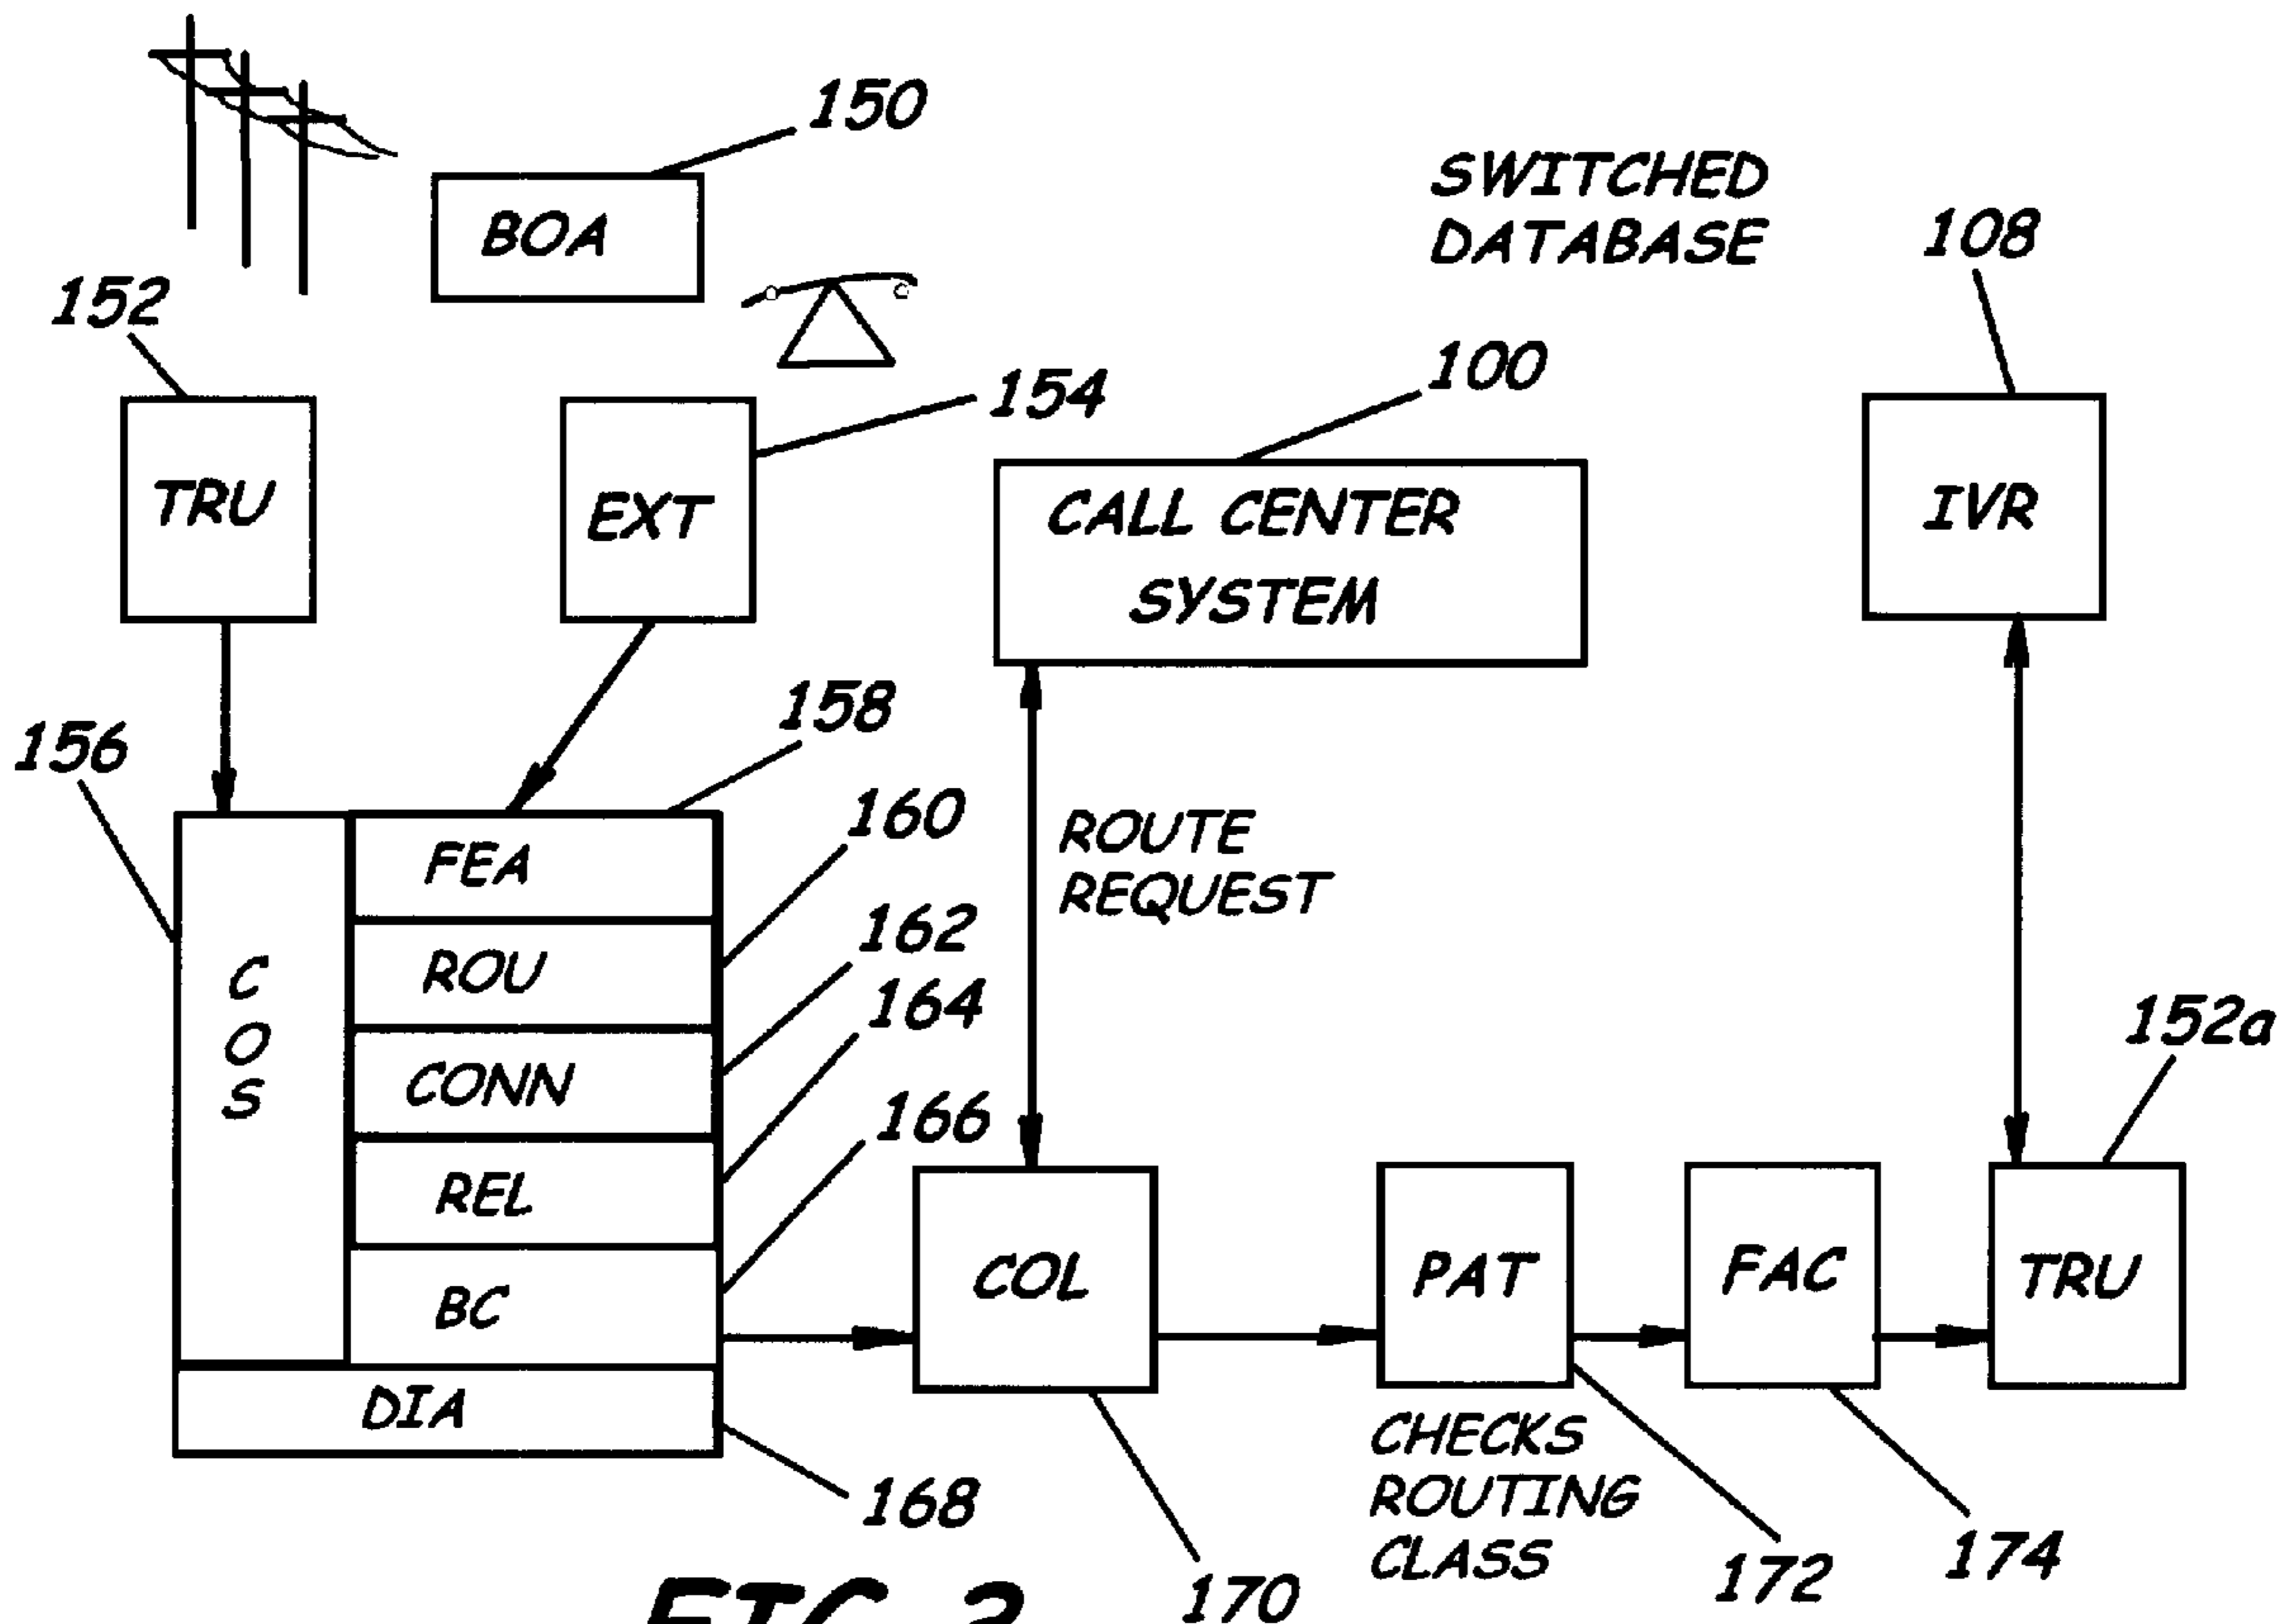 150
BOA
SWITCHED
DATABASE
108
152
154
100
TRU
EXT
CALL CENTER
SYSTEM
IVR
156
158
160
FEA
ROUTE
REQUEST
162
ROU
164
152a
C
O
S
CONN
166
REL
BC
COL
PAT
FAC
TRU
DIA
168
CHECKS
ROUTING
CLASS
170
172
174